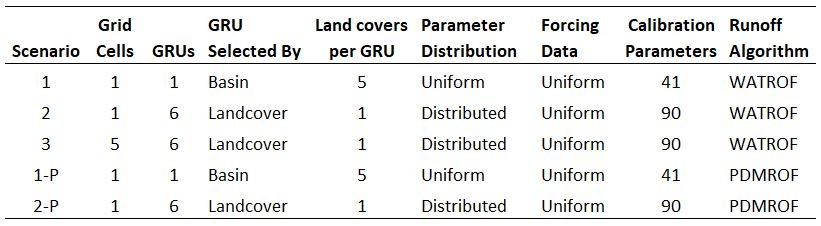 Grid GRU Land covers Parameter Forcing Calibration Runoff
Scenario Cells GRUs Selected By per GRU Distribution Data Parameters Algorithm
1 1 1 Basin 5 Uniform Uniform 41 WATROF
2 1 6 Landcover 1 Distributed Uniform 90 WATROF
3 5 6 Landcover 1 Distributed Uniform 90 WATROF
1-P 1 1 Basin 5 Uniform Uniform 41 PDMROF
2-P 1 6 Landcover 1 Distributed Uniform 90 PDMROF